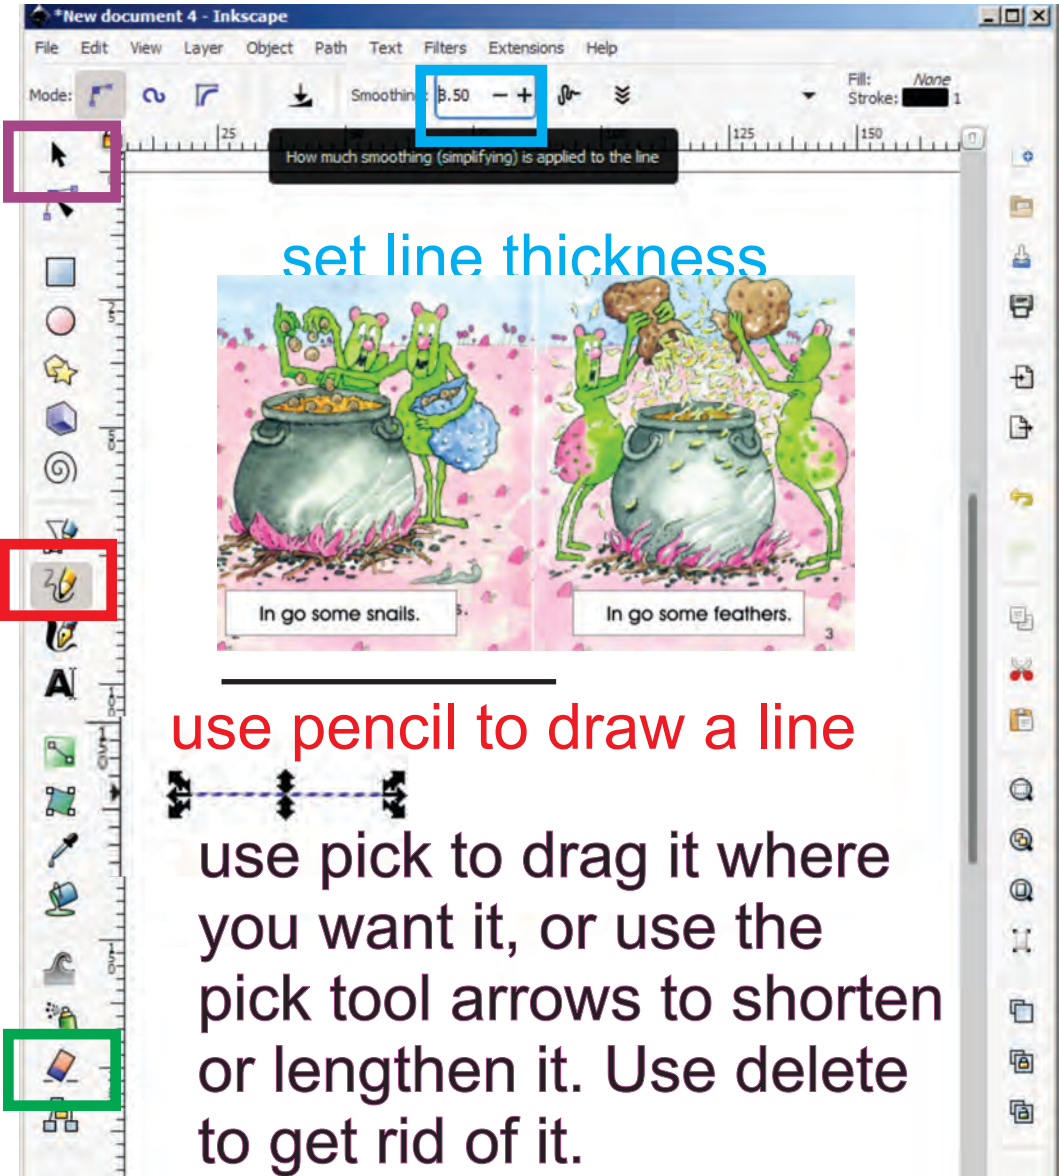 *New document 4 - Inkscape
File Edit View Layer Object Path Text Filters Extensions Help
Mode: Smoothin : 3.50 Fill: None
Stroke: 1
25 125 150
How much smoothing (simplifying) is applied to the line
set line thickness
In go some snails. s.
In go some feathers.
3
use pencil to draw a line
use pick to drag it where
you want it, or use the
pick tool arrows to shorten
or lengthen it. Use delete
to get rid of it.